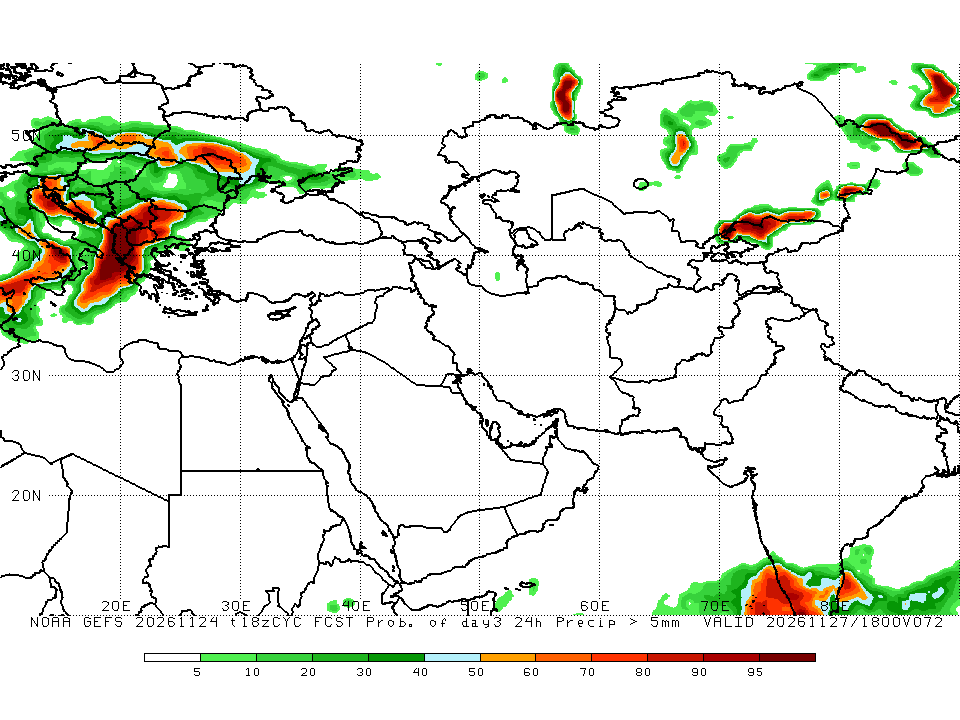 50N
40N
30N
20N
20E 30E 40E 50E 60E 70E 80E
NOAA GEFS 20261124 t18zCYC FCST Prob. of day3 24h Precip > 5mm VALID 20261127/1800V072
5 10 20 30 40 50 60 70 80 90 95